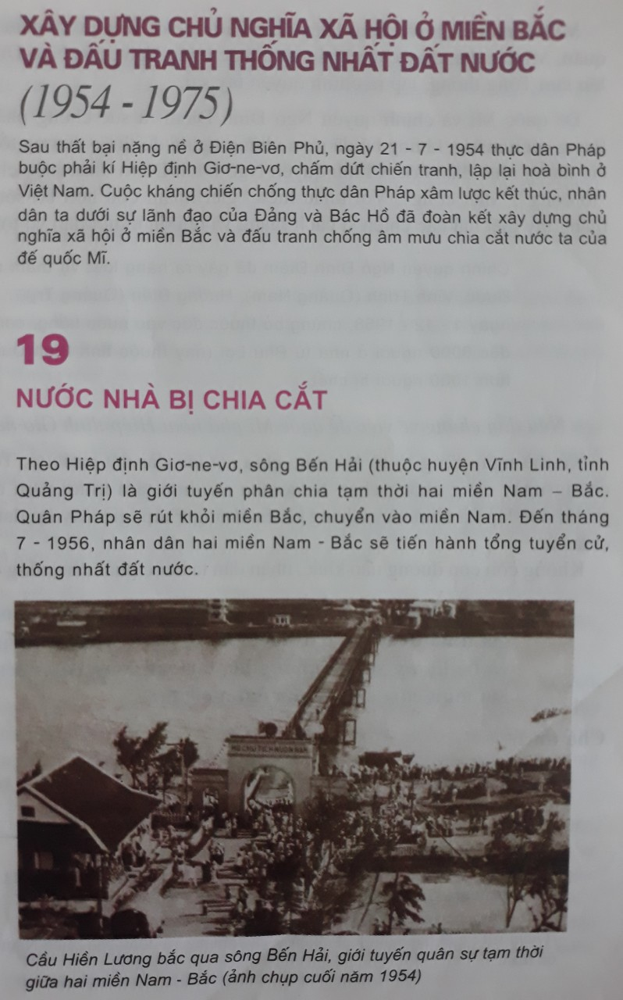 XÂY DỰNG CHỦ NGHĨA XÃ HỘI Ở MIỀN BẮC
VÀ ĐẤU TRANH THỐNG NHẤT ĐẤT NƯỚC
(1954 - 1975)
Sau thất bại nặng nề ở Điện Biên Phủ, ngày 21 - 7 - 1954 thực dân Pháp
buộc phải kí Hiệp định Giơ-ne-vơ, chấm dứt chiến tranh, lập lại hoà bình ở
Việt Nam. Cuộc kháng chiến chống thực dân Pháp xâm lược kết thúc, nhân
dân ta dưới sự lãnh đạo của Đảng và Bác Hồ đã đoàn kết xây dựng chủ
nghĩa xã hội ở miền Bắc và đấu tranh chống âm mưu chia cắt nước ta của
đế quốc Mĩ.
19
NƯỚC NHÀ BỊ CHIA CẮT
Theo Hiệp định Giơ-ne-vơ, sông Bến Hải (thuộc huyện Vĩnh Linh, tỉnh
Quảng Trị) là giới tuyến phân chia tạm thời hai miền Nam – Bắc.
Quân Pháp sẽ rút khỏi miền Bắc, chuyển vào miền Nam. Đến tháng
7 - 1956, nhân dân hai miền Nam - Bắc sẽ tiến hành tổng tuyển cử,
thống nhất đất nước.
HỒ CHỦ TỊCH MUÔN NĂM
Cầu Hiền Lương bắc qua sông Bến Hải, giới tuyến quân sự tạm thời
giữa hai miền Nam - Bắc (ảnh chụp cuối năm 1954)